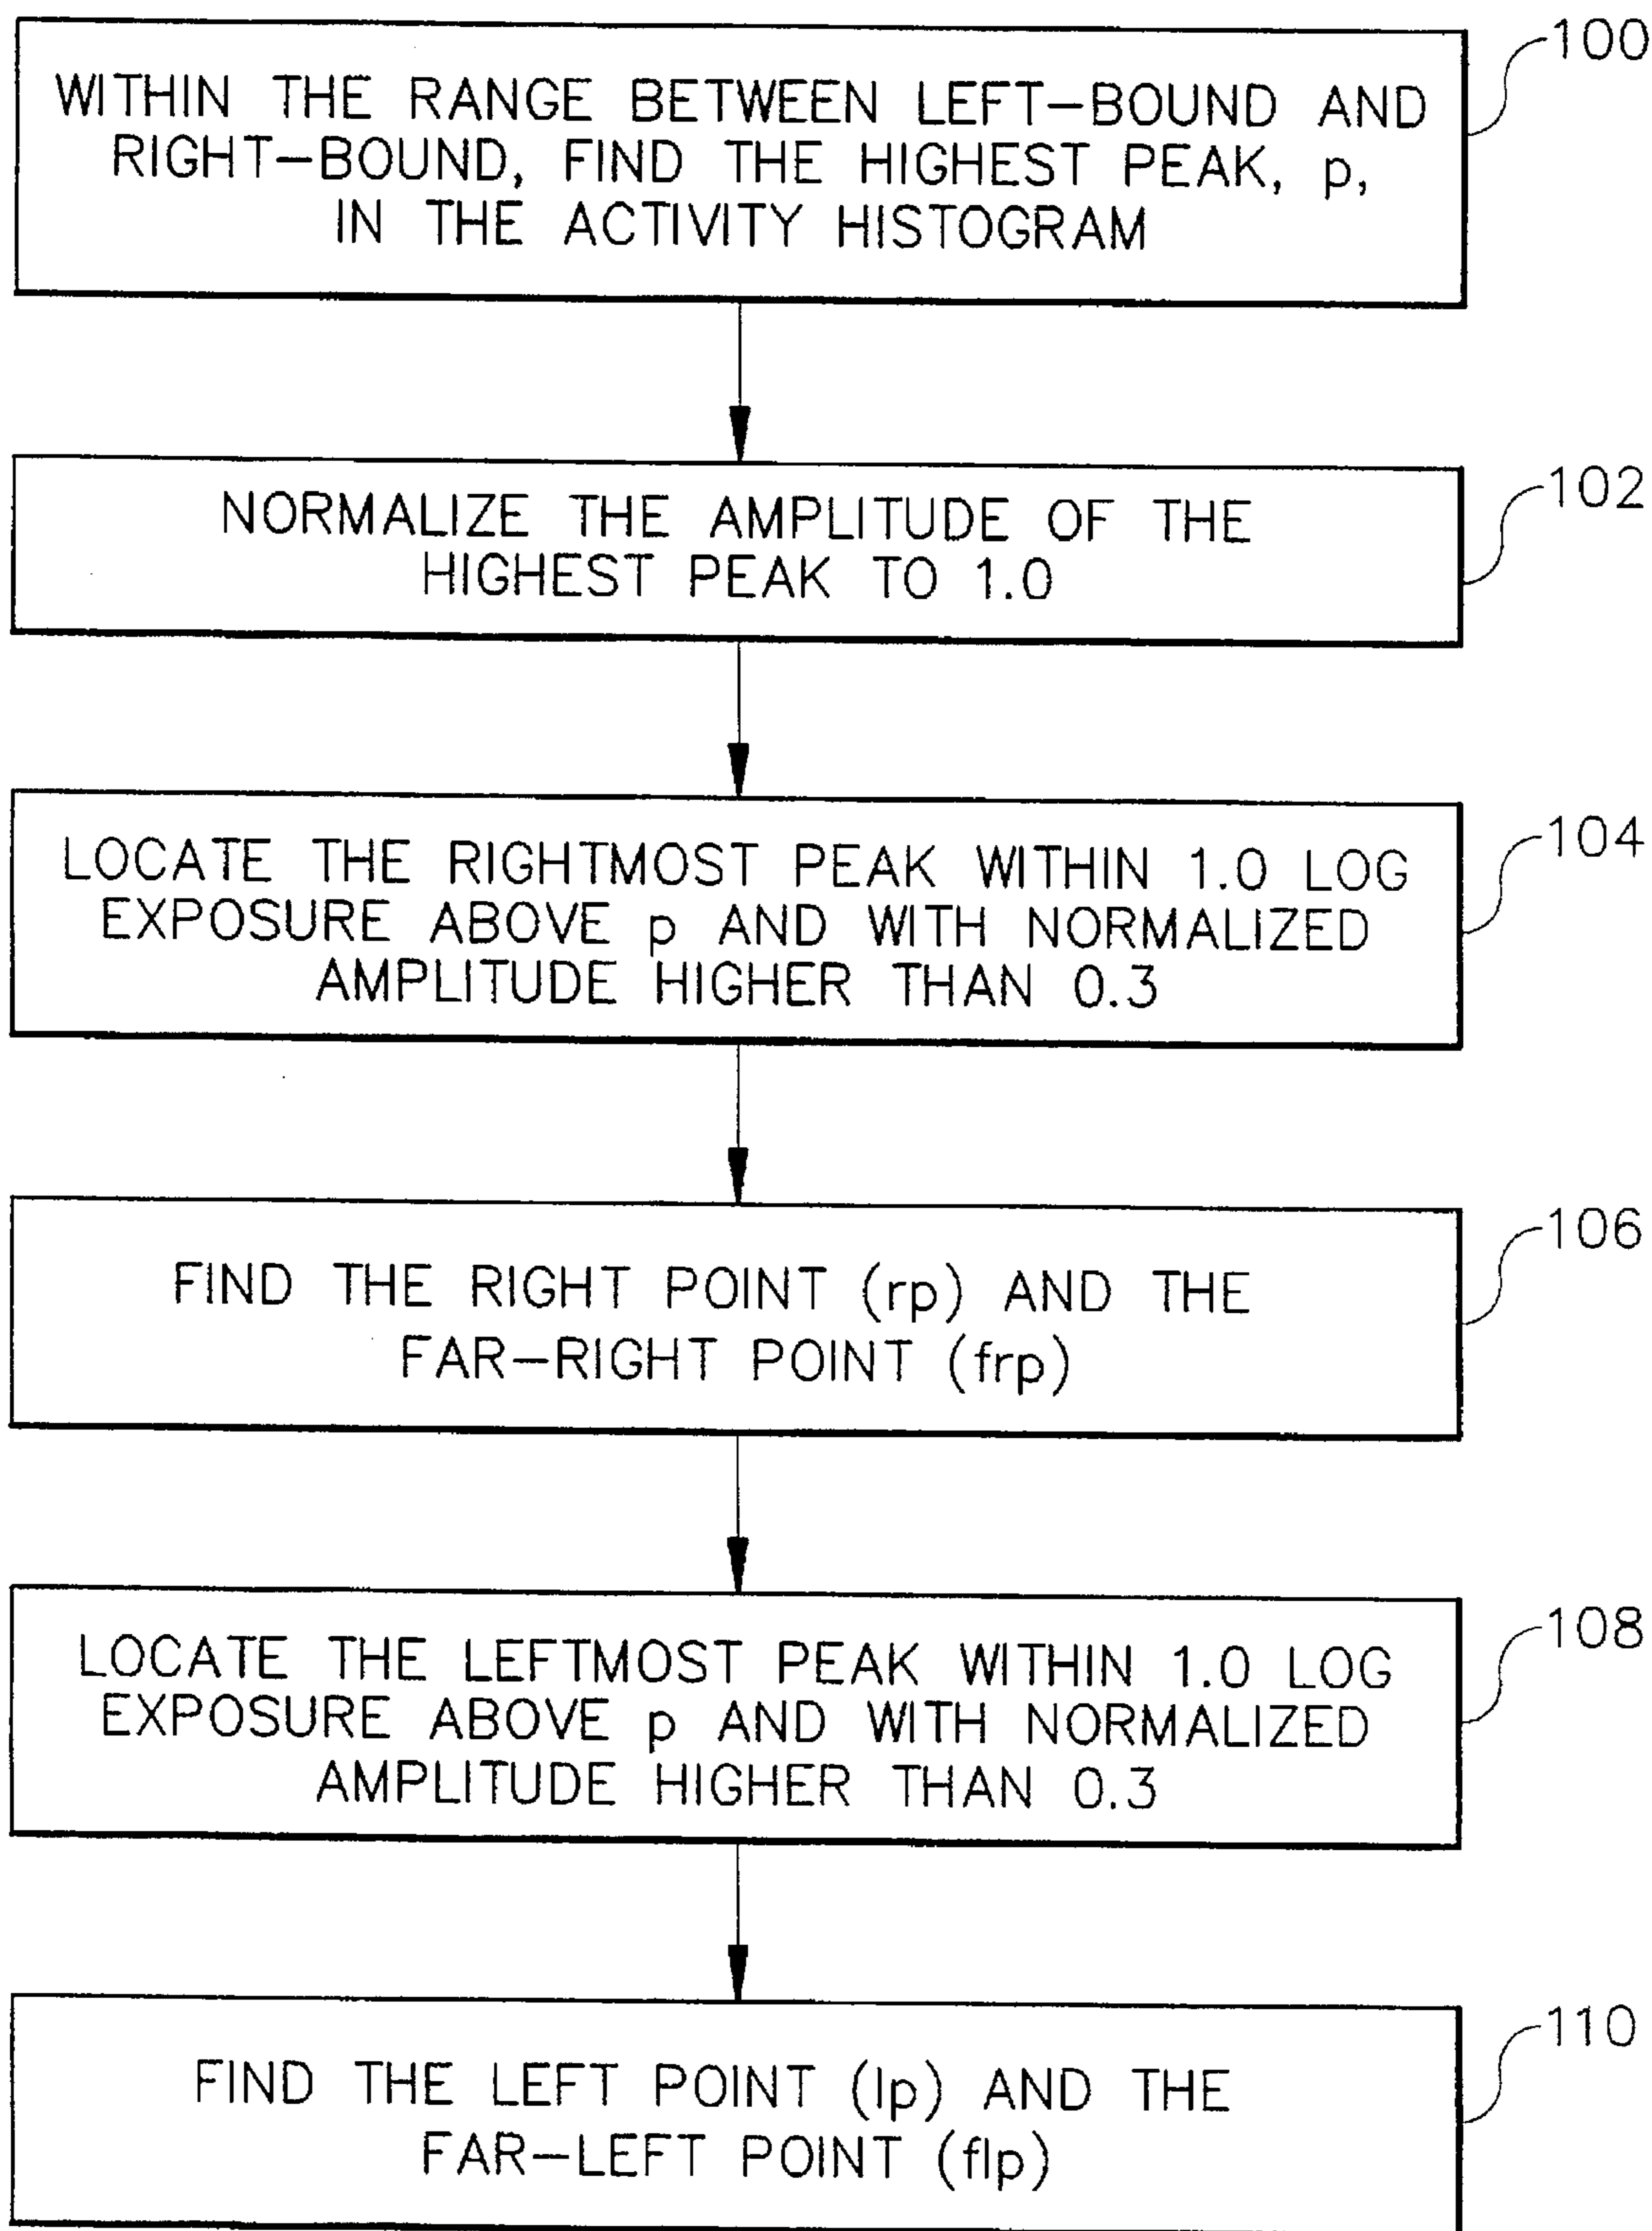 100
WITHIN THE RANGE BETWEEN LEFT-BOUND AND
RIGHT-BOUND, FIND THE HIGHEST PEAK, p,
IN THE ACTIVITY HISTOGRAM
102
NORMALIZE THE AMPLITUDE OF THE
HIGHEST PEAK TO 1.0
104
LOCATE THE RIGHTMOST PEAK WITHIN 1.0 LOG
EXPOSURE ABOVE p AND WITH NORMALIZED
AMPLITUDE HIGHER THAN 0.3
106
FIND THE RIGHT POINT (rp) AND THE
FAR-RIGHT POINT (frp)
108
LOCATE THE LEFTMOST PEAK WITHIN 1.0 LOG
EXPOSURE ABOVE p AND WITH NORMALIZED
AMPLITUDE HIGHER THAN 0.3
110
FIND THE LEFT POINT (lp) AND THE
FAR-LEFT POINT (flp)